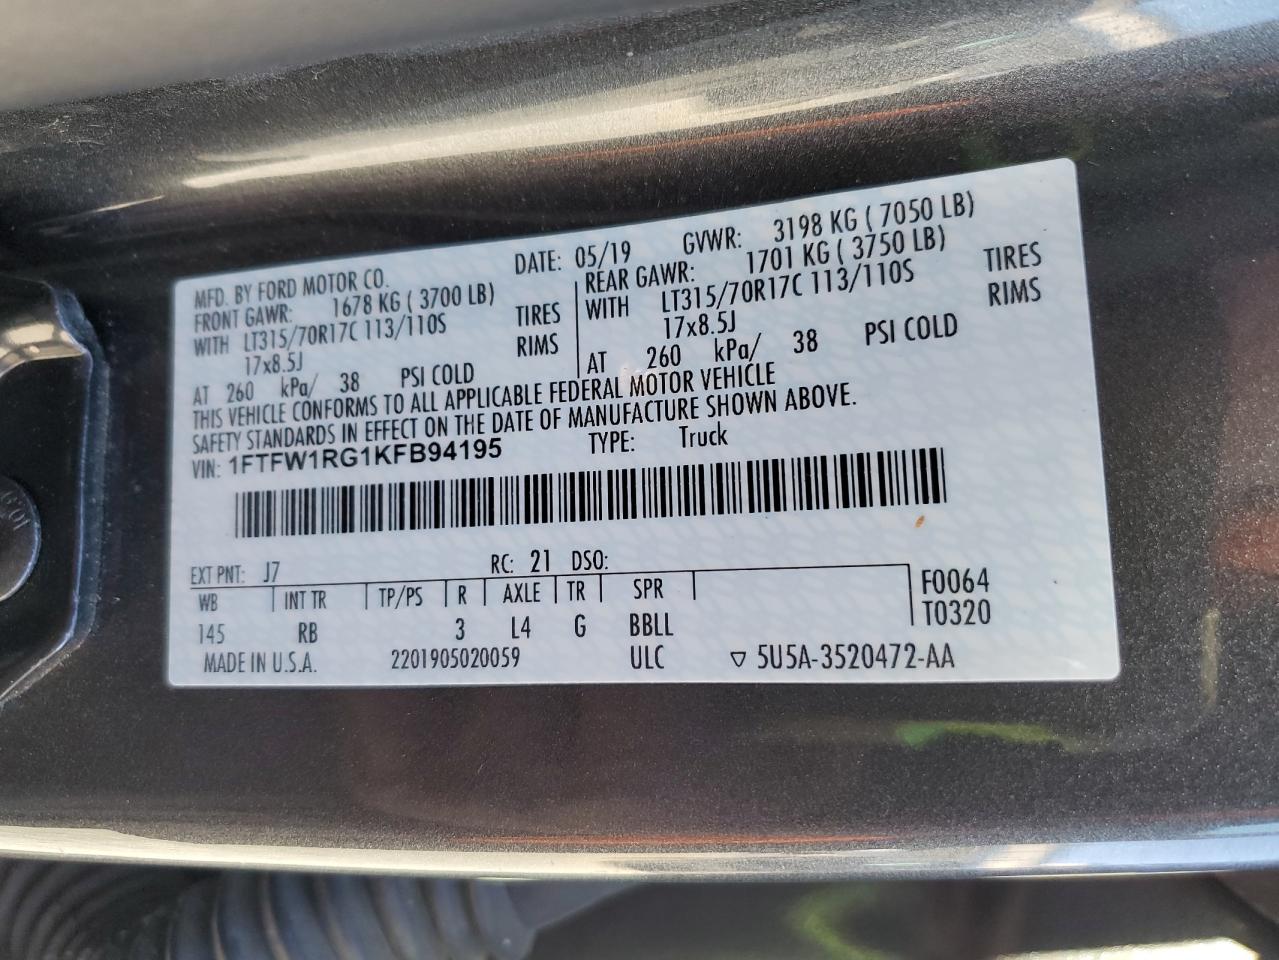 MFD. BY FORD MOTOR CO.
DATE: 05/19 GVWR: 3198 KG ( 7050 LB)
FRONT GAWR: 1678 KG ( 3700 LB)
WITH LT315/70R17C 113/110S TIRES
17x8.5J RIMS
AT 260 kPa/ 38 PSI COLD
REAR GAWR: 1701 KG ( 3750 LB)
WITH LT315/70R17C 113/110S TIRES
17x8.5J RIMS
AT 260 kPa/ 38 PSI COLD
THIS VEHICLE CONFORMS TO ALL APPLICABLE FEDERAL MOTOR VEHICLE
SAFETY STANDARDS IN EFFECT ON THE DATE OF MANUFACTURE SHOWN ABOVE.
VIN: 1FTFW1RG1KFB94195 TYPE: Truck
EXT PNT: J7 RC: 21 DSO:
WB INT TR TP/PS R AXLE TR SPR F0064
145 RB 3 L4 G BBLL T0320
MADE IN U.S.A. 2201905020059 ULC ▽ 5U5A-3520472-AA